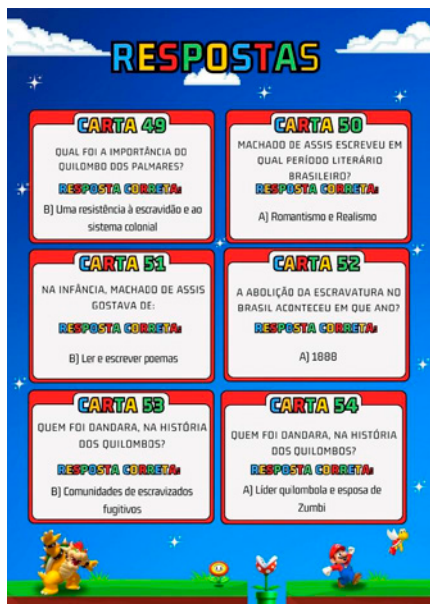 RESPOSTAS
CARTA 49
QUAL FOI A IMPORTÂNCIA DO
QUILOMBO DOS PALMARES?
RESPOSTA CORRETA:
B) Uma resistência à escravidão e ao
sistema colonial
CARTA 50
MACHADO DE ASSIS ESCREVEU EM
QUAL PERÍODO LITERÁRIO
BRASILEIRO?
RESPOSTA CORRETA:
A) Romantismo e Realismo
CARTA 51
NA INFÂNCIA, MACHADO DE ASSIS
GOSTAVA DE:
RESPOSTA CORRETA:
B) Ler e escrever poemas
CARTA 52
A ABOLIÇÃO DA ESCRAVATURA NO
BRASIL ACONTECEU EM QUE ANO?
RESPOSTA CORRETA:
A) 1888
CARTA 53
QUEM FOI DANDARA, NA HISTÓRIA
DOS QUILOMBOS?
RESPOSTA CORRETA:
B) Comunidades de escravizados
fugitivos
CARTA 54
QUEM FOI DANDARA, NA HISTÓRIA
DOS QUILOMBOS?
RESPOSTA CORRETA:
A) Líder quilombola e esposa de
Zumbi